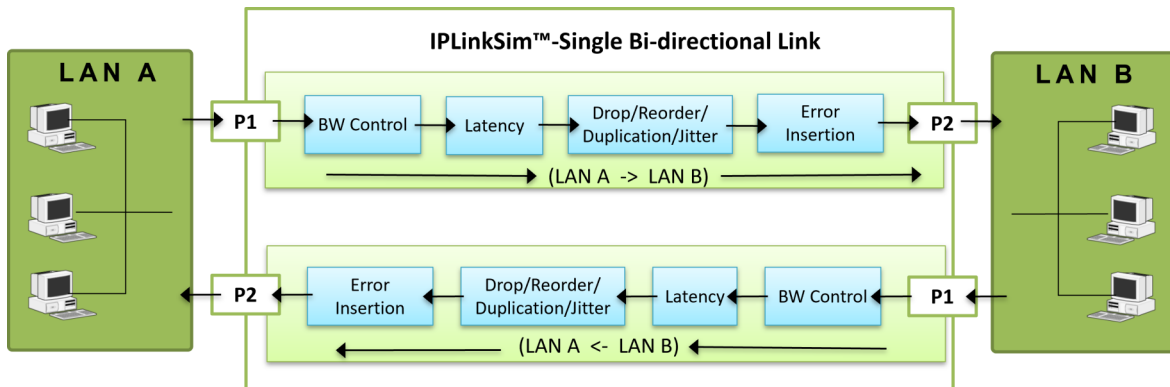 IPLinkSim™-Single Bi-directional Link
LAN A
LAN B
P1
BW Control
Latency
Drop/Reorder/
Duplication/Jitter
Error
Insertion
P2
(LAN A -> LAN B)
P2
Error
Insertion
Drop/Reorder/
Duplication/Jitter
Latency
BW Control
P1
(LAN A <- LAN B)